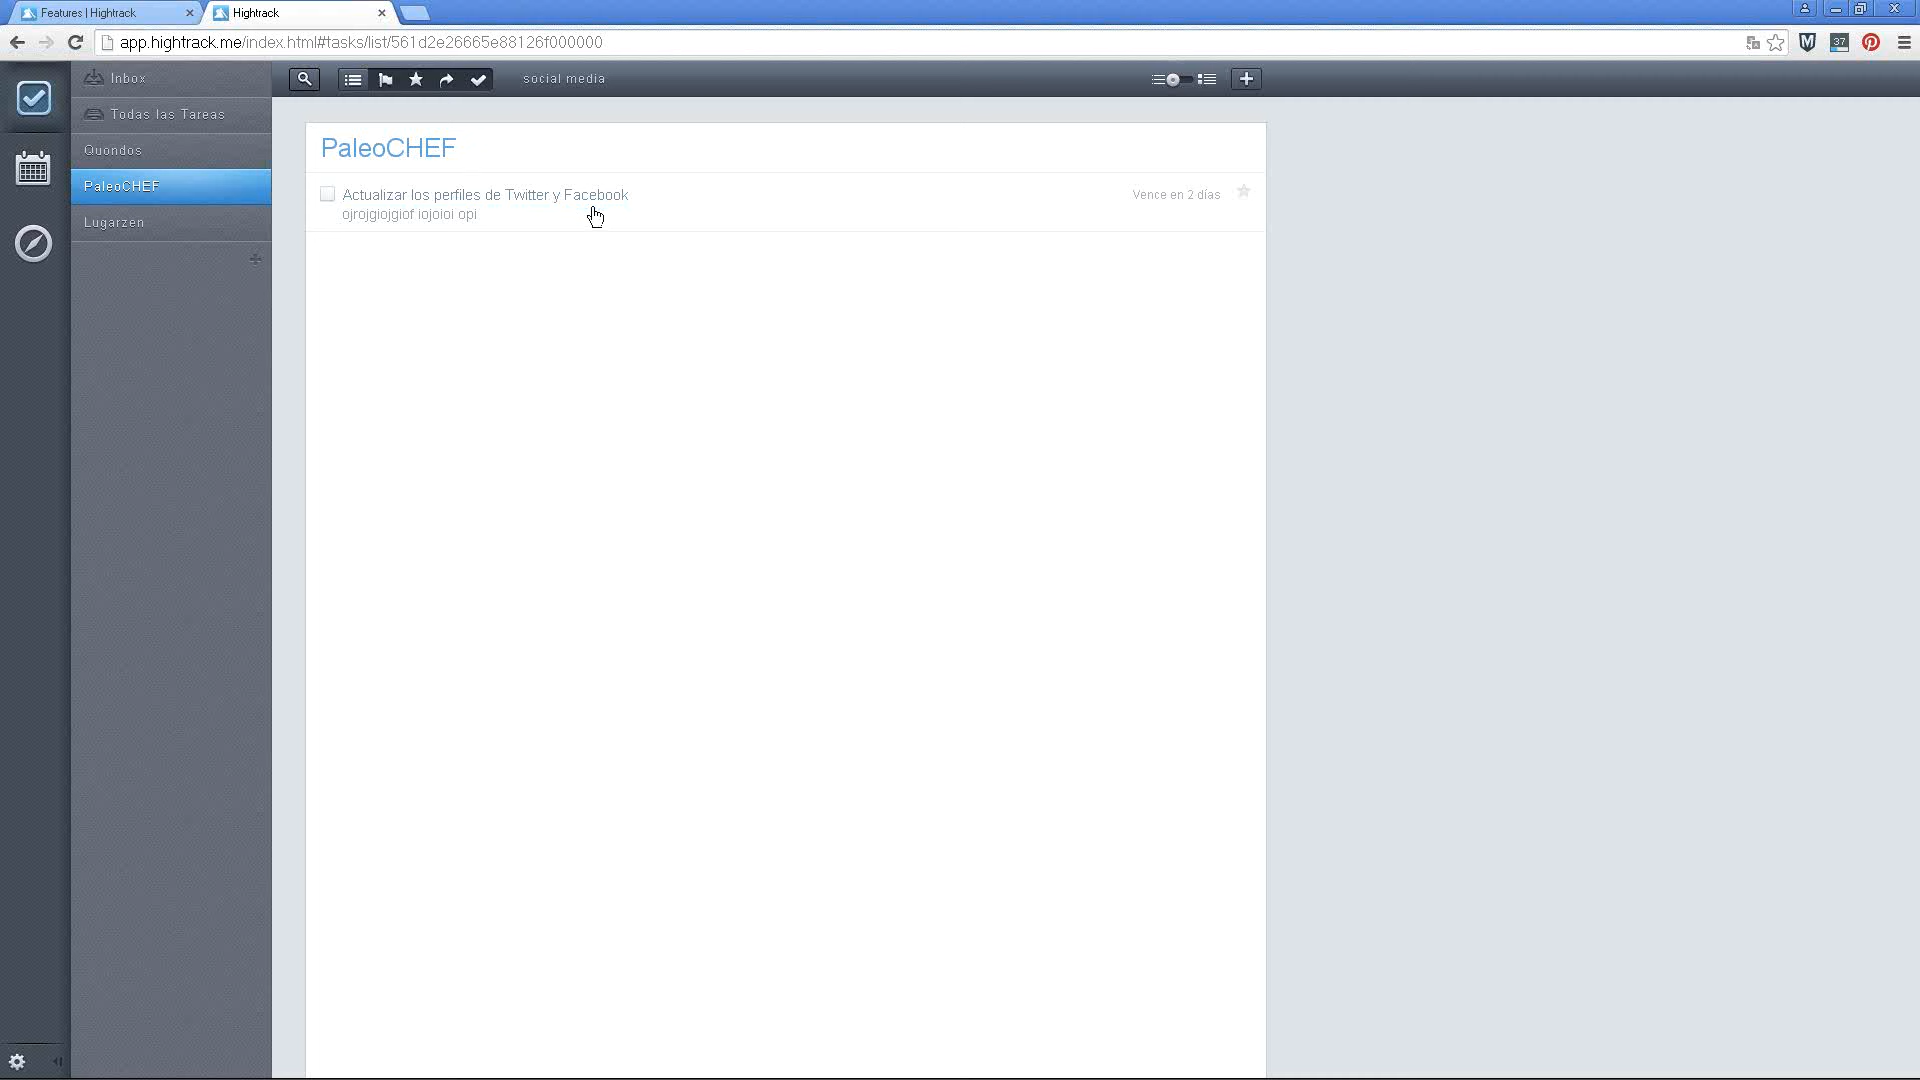 Features | Hightrack
Hightrack
app.hightrack.me/index.html#tasks/list/561d2e26665e88126f000000
37
Inbox
Todas las Tareas
Quondos
PaleoCHEF
Lugarzen
social media
PaleoCHEF
Actualizar los perfiles de Twitter y Facebook
Vence en 2 días
ojrojgiojgiof iojoioi opi